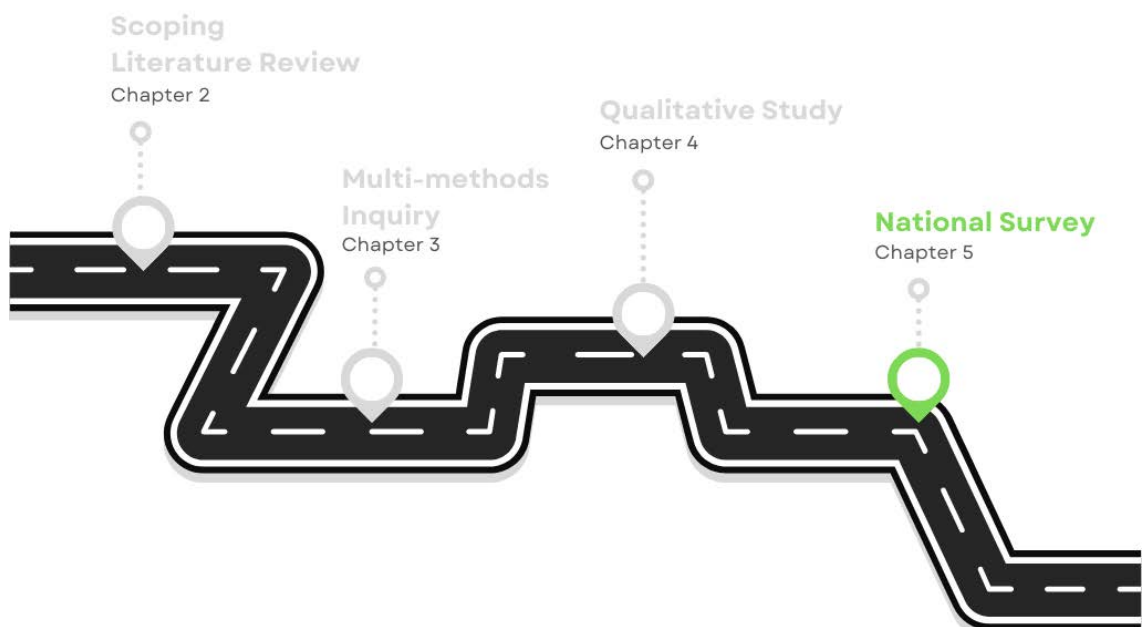 Scoping
Literature Review
Chapter 2
Multi-methods
Inquiry
Chapter 3
Qualitative Study
Chapter 4
National Survey
Chapter 5